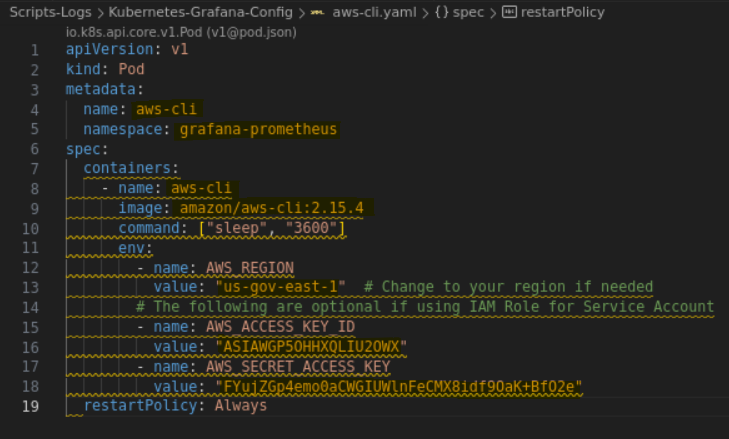 Scripts-Logs > Kubernetes-Grafana-Config > aws-cli.yaml > {} spec > restartPolicy
io.k8s.api.core.v1.Pod (v1@pod.json)
1 apiVersion: v1
2 kind: Pod
3 metadata:
4   name: aws-cli
5   namespace: grafana-prometheus
6 spec:
7   containers:
8     - name: aws-cli
9       image: amazon/aws-cli:2.15.4
10       command: ["sleep", "3600"]
11       env:
12         - name: AWS_REGION
13           value: "us-gov-east-1"  # Change to your region if needed
14         # The following are optional if using IAM Role for Service Account
15         - name: AWS_ACCESS_KEY_ID
16           value: "ASIAWGP5OHHXQLIU2OWX"
17         - name: AWS_SECRET_ACCESS_KEY
18           value: "FYujZGp4emo0aCWGIUWlnFeCMX8idf9OaK+BfO2e"
19   restartPolicy: Always